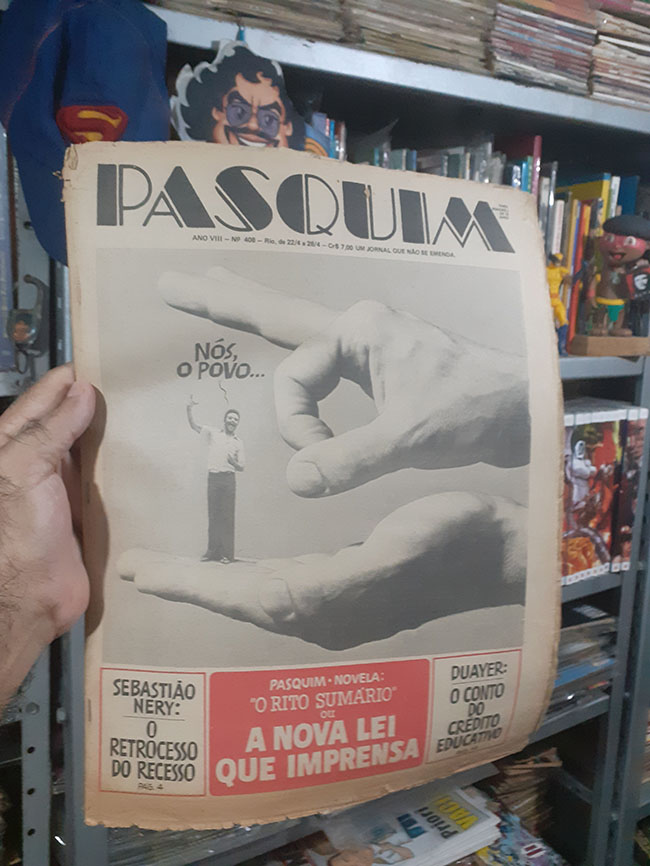 PASQUIM
ANO VIII – Nº 408 – Rio, de 22/4 a 28/4 – Cr$ 7,00 UM JORNAL QUE NÃO SE EMENDA.
NÓS,
O POVO...
SEBASTIÃO
NERY:
O
RETROCESSO
DO RECESSO
PÁG. 4
PASQUIM · NOVELA:
"O RITO SUMÁRIO"
OU
A NOVA LEI
QUE IMPRENSA
DUAYER:
O CONTO
DO
CRÉDITO
EDUCATIVO